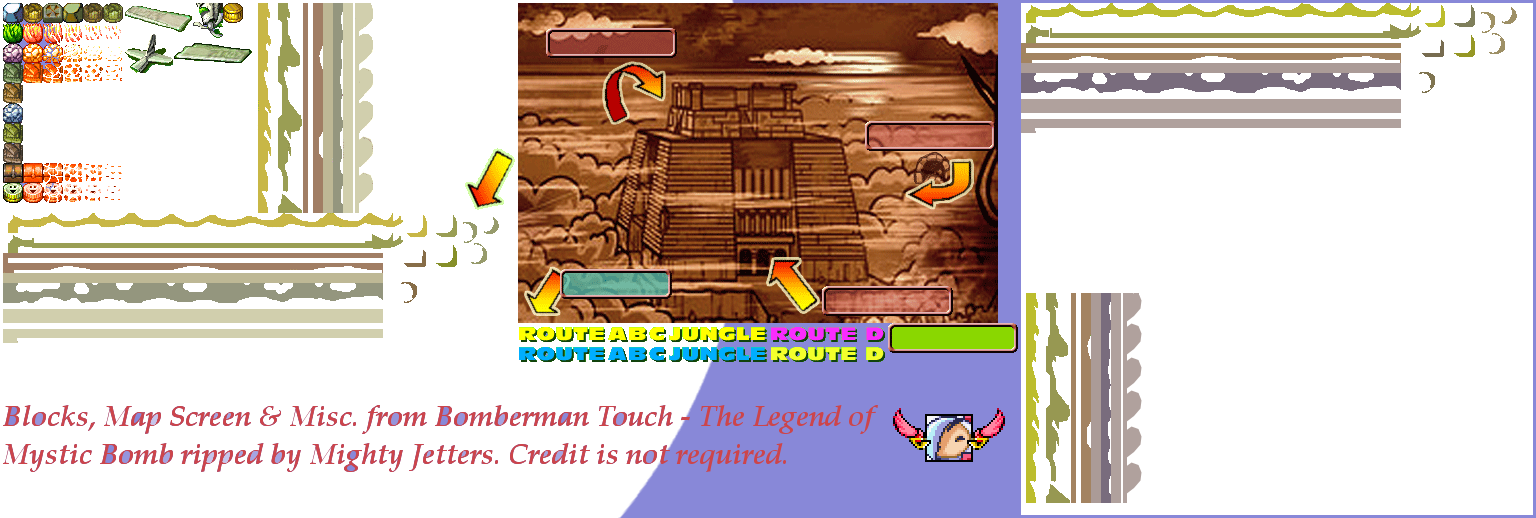 ROUTE A B C JUNGLE ROUTE D
ROUTE A B C JUNGLE ROUTE D
Blocks, Map Screen & Misc. from Bomberman Touch - The Legend of
Mystic Bomb ripped by Mighty Jetters. Credit is not required.